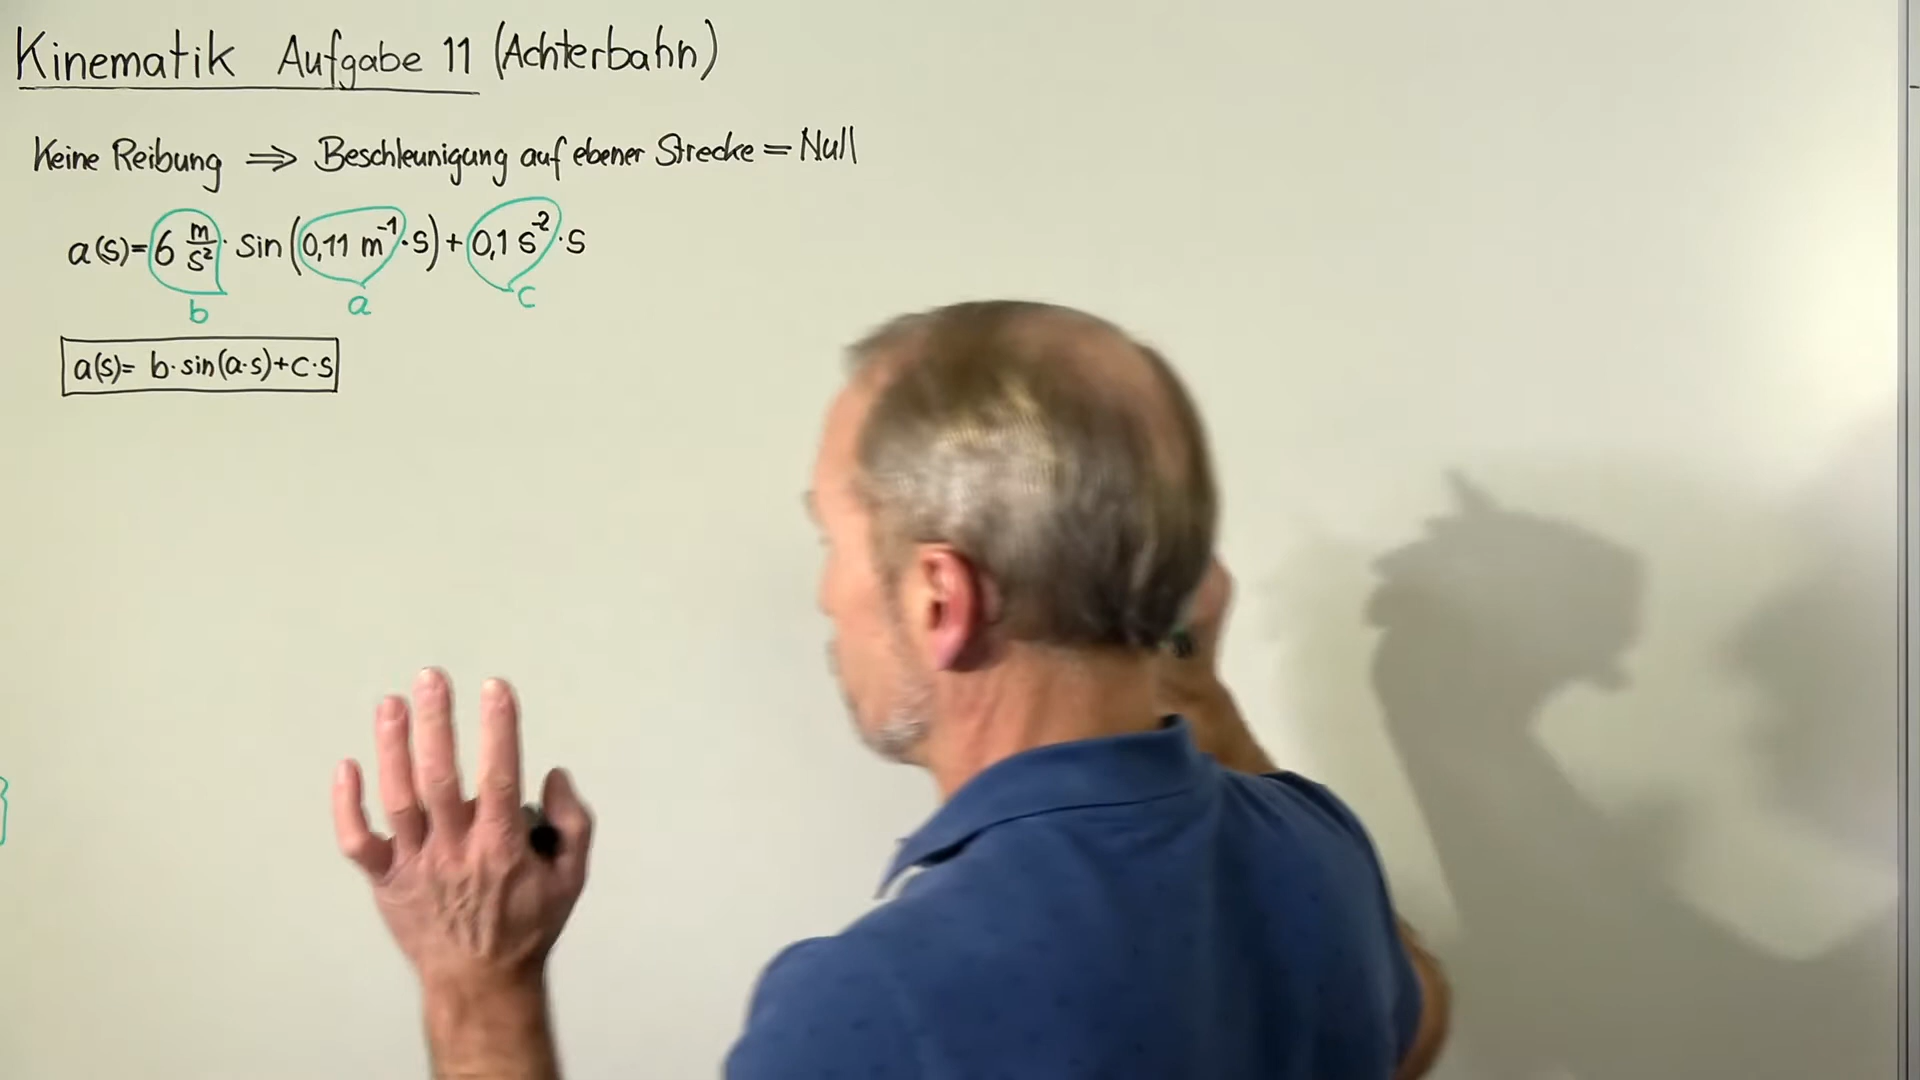 Kinematik Aufgabe 11 (Achterbahn)
Keine Reibung ⇒ Beschleunigung auf ebener Strecke = Null
a(s)= 6 m/s² · sin(0,11 m⁻¹·s) + 0,1 s⁻²·s
b a c
a(s)= b·sin(a·s)+c·s